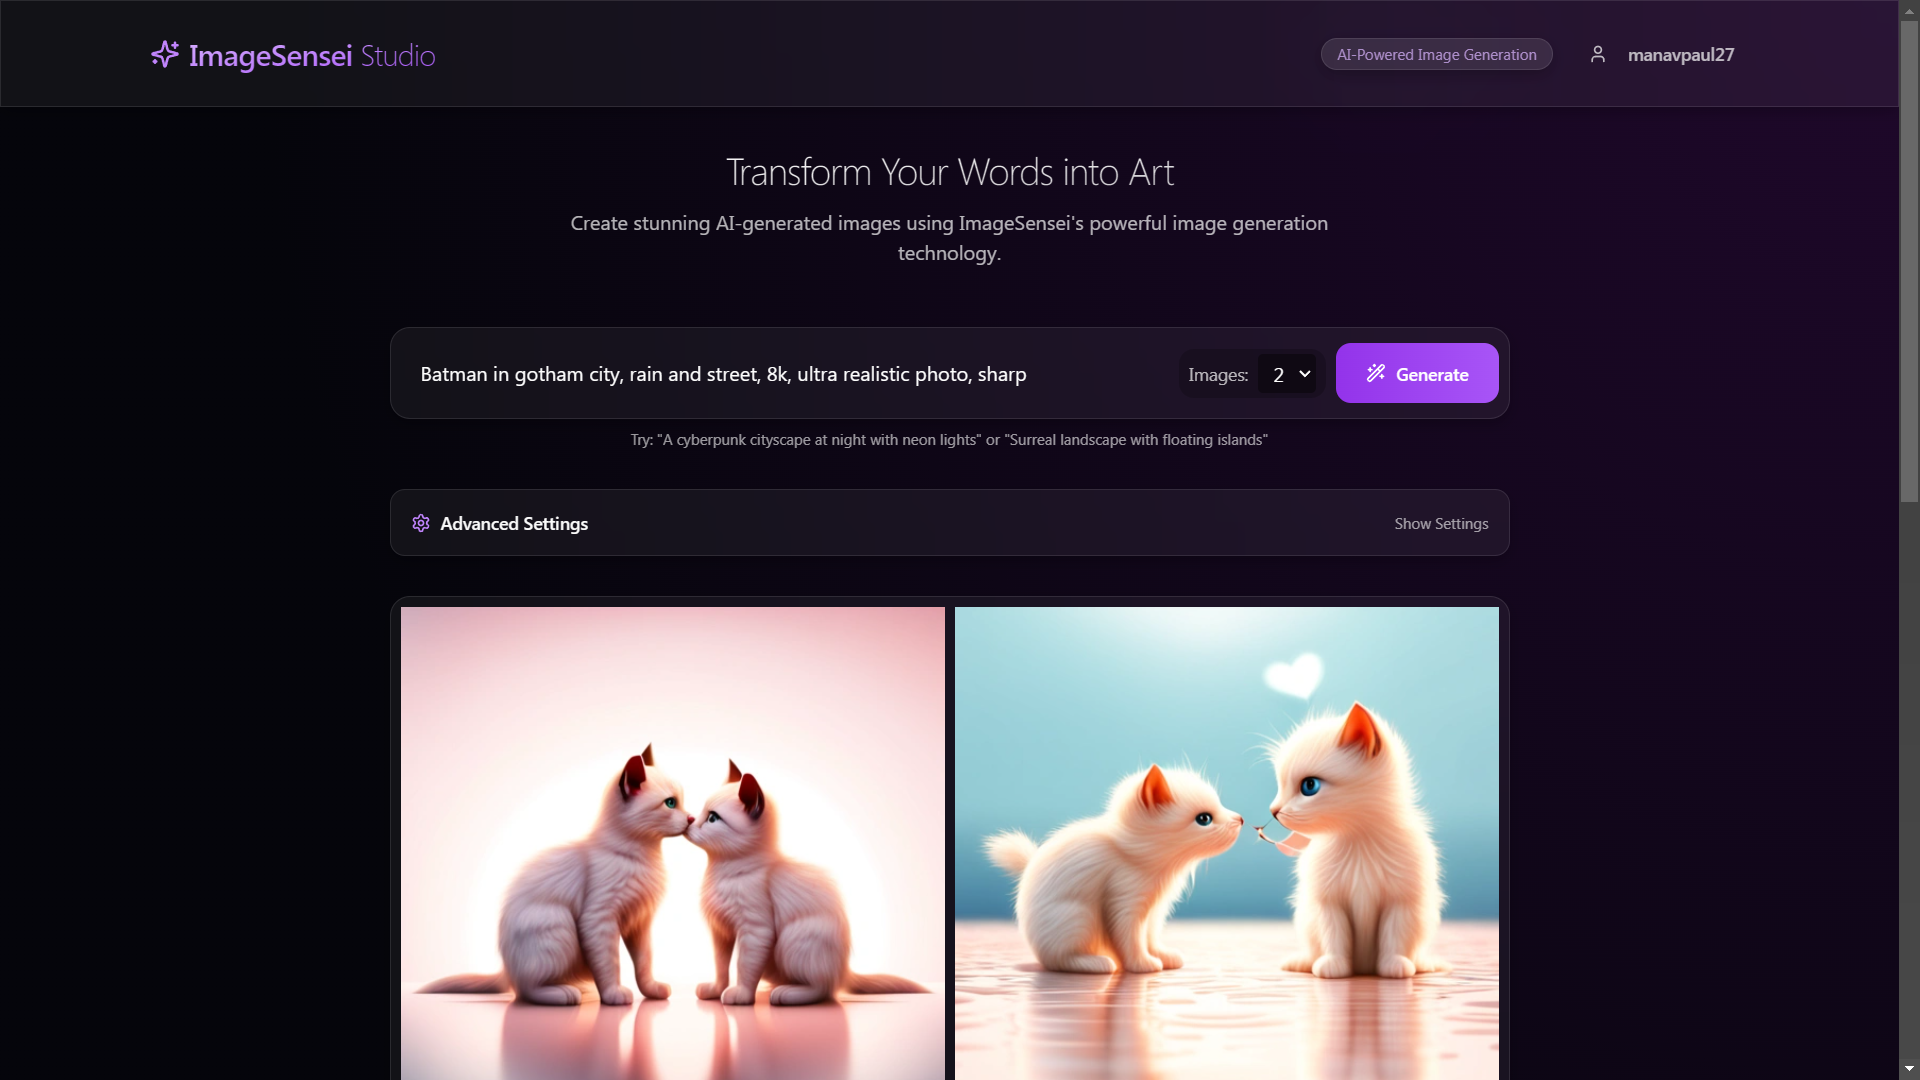 ImageSensei Studio
AI-Powered Image Generation
manavpaul27
Transform Your Words into Art
Create stunning AI-generated images using ImageSensei's powerful image generation
technology.
Batman in gotham city, rain and street, 8k, ultra realistic photo, sharp
Images: 2
Generate
Try: "A cyberpunk cityscape at night with neon lights" or "Surreal landscape with floating islands"
Advanced Settings
Show Settings